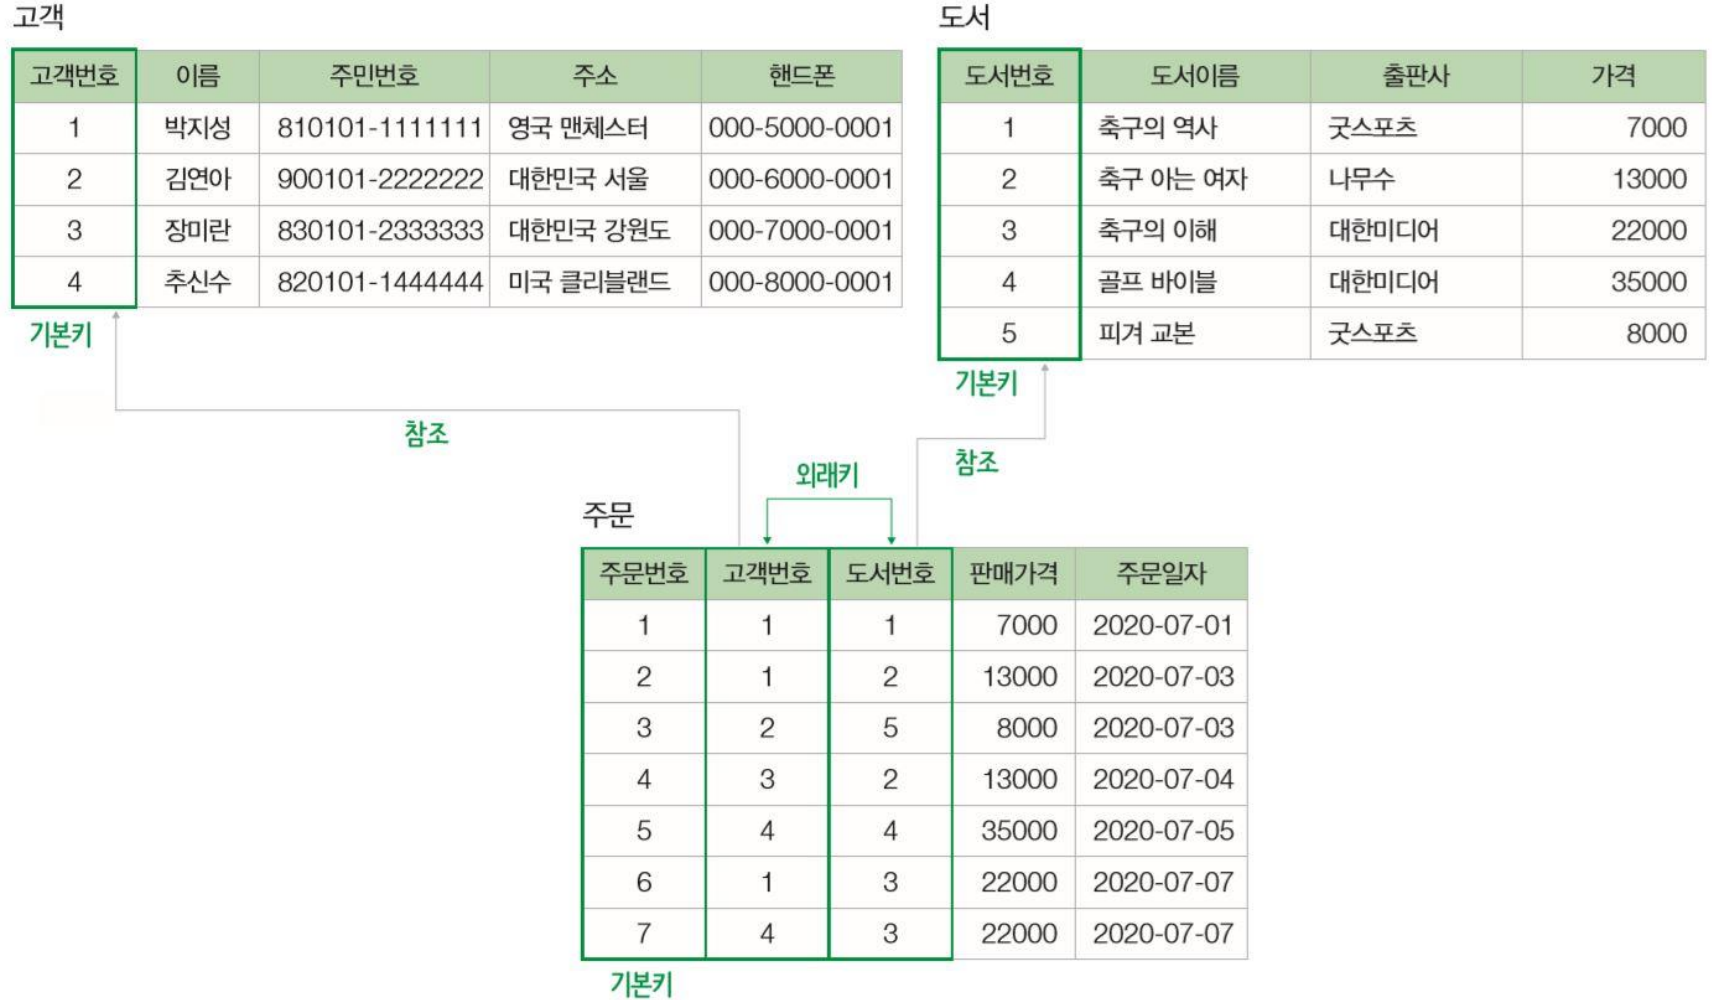 고객
고객번호 이름 주민번호 주소 핸드폰
1 박지성 810101-1111111 영국 맨체스터 000-5000-0001
2 김연아 900101-2222222 대한민국 서울 000-6000-0001
3 장미란 830101-2333333 대한민국 강원도 000-7000-0001
4 추신수 820101-1444444 미국 클리블랜드 000-8000-0001
기본키
도서
도서번호 도서이름 출판사 가격
1 축구의 역사 굿스포츠 7000
2 축구 아는 여자 나무수 13000
3 축구의 이해 대한미디어 22000
4 골프 바이블 대한미디어 35000
5 피겨 교본 굿스포츠 8000
기본키
참조
참조
외래키
주문
주문번호 고객번호 도서번호 판매가격 주문일자
1 1 1 7000 2020-07-01
2 1 2 13000 2020-07-03
3 2 5 8000 2020-07-03
4 3 2 13000 2020-07-04
5 4 4 35000 2020-07-05
6 1 3 22000 2020-07-07
7 4 3 22000 2020-07-07
기본키